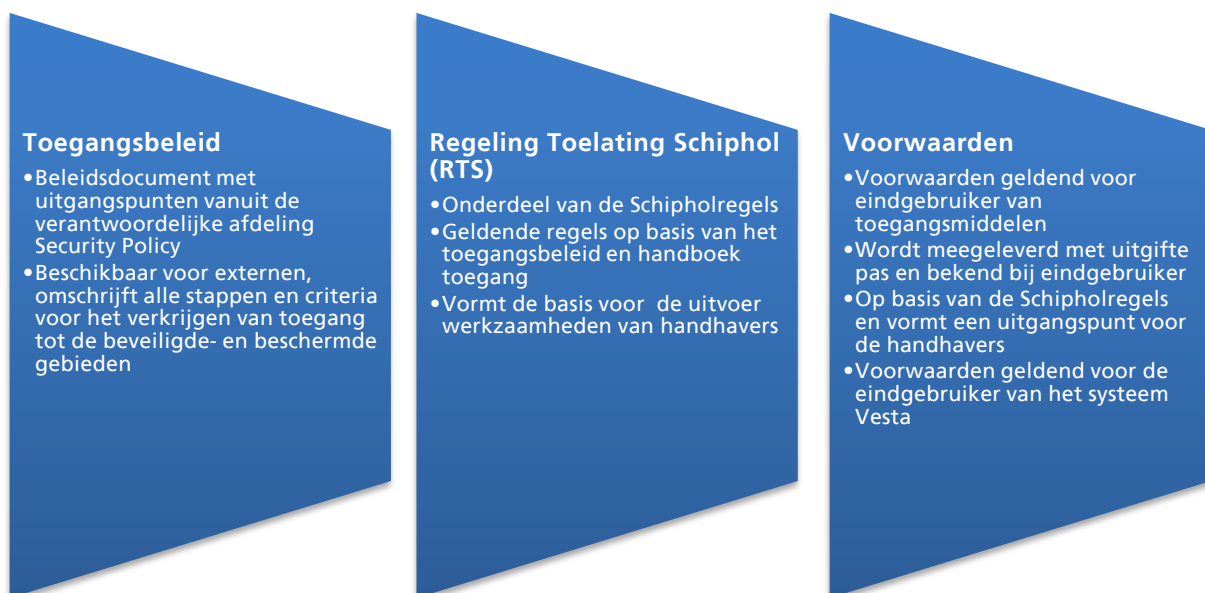 Toegangsbeleid
•Beleidsdocument met
uitgangspunten vanuit de
verantwoordelijke afdeling
Security Policy
•Beschikbaar voor externen,
omschrijft alle stappen en criteria
voor het verkrijgen van toegang
tot de beveiligde- en beschermde
gebieden
Regeling Toelating Schiphol
(RTS)
•Onderdeel van de Schipholregels
•Geldende regels op basis van het
toegangsbeleid en handboek
toegang
•Vormt de basis voor de uitvoer
werkzaamheden van handhavers
Voorwaarden
•Voorwaarden geldend voor
eindgebruiker van
toegangsmiddelen
•Wordt meegeleverd met uitgifte
pas en bekend bij eindgebruiker
•Op basis van de Schipholregels
en vormt een uitgangspunt voor
de handhavers
•Voorwaarden geldend voor de
eindgebruiker van het systeem
Vesta